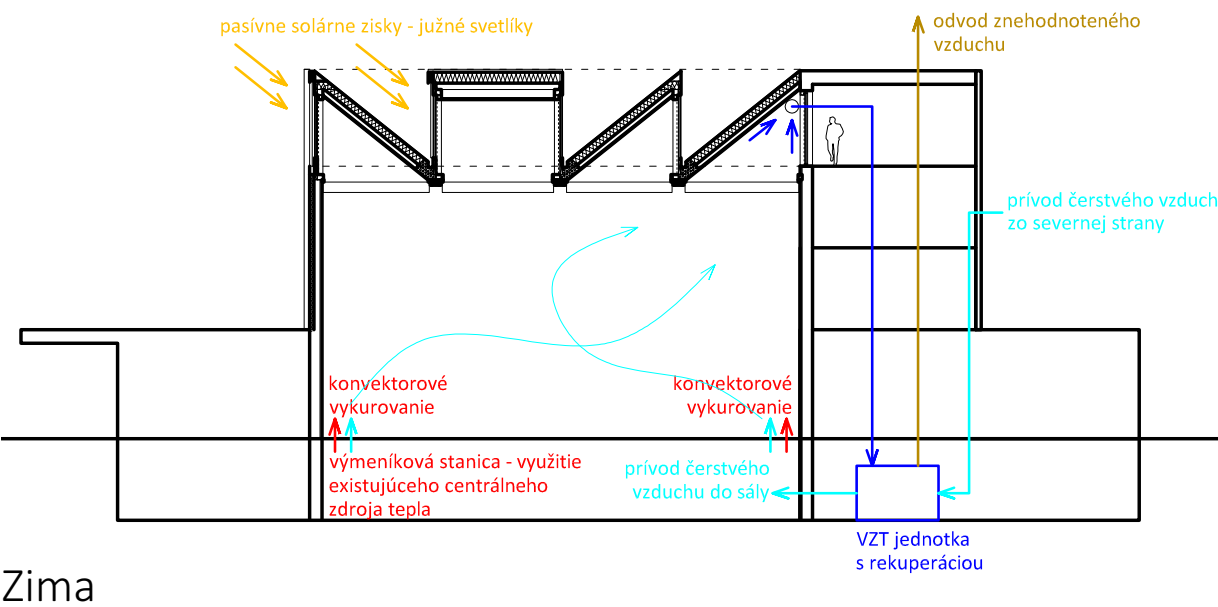 pasívne solárne zisky - južné svetlíky
odvod znehodnoteného
vzduchu
prívod čerstvého vzduch
zo severnej strany
konvektorové
vykurovanie
konvektorové
vykurovanie
výmeníková stanica - využitie
existujúceho centrálneho
zdroja tepla
prívod čerstvého
vzduchu do sály
VZT jednotka
s rekuperáciou
Zima